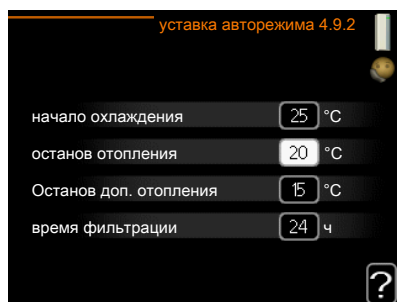 уставка авторежима 4.9.2
начало охлаждения 25 °C
останов отопления 20 °C
Останов доп. отопления 15 °C
время фильтрации 24 ч
?